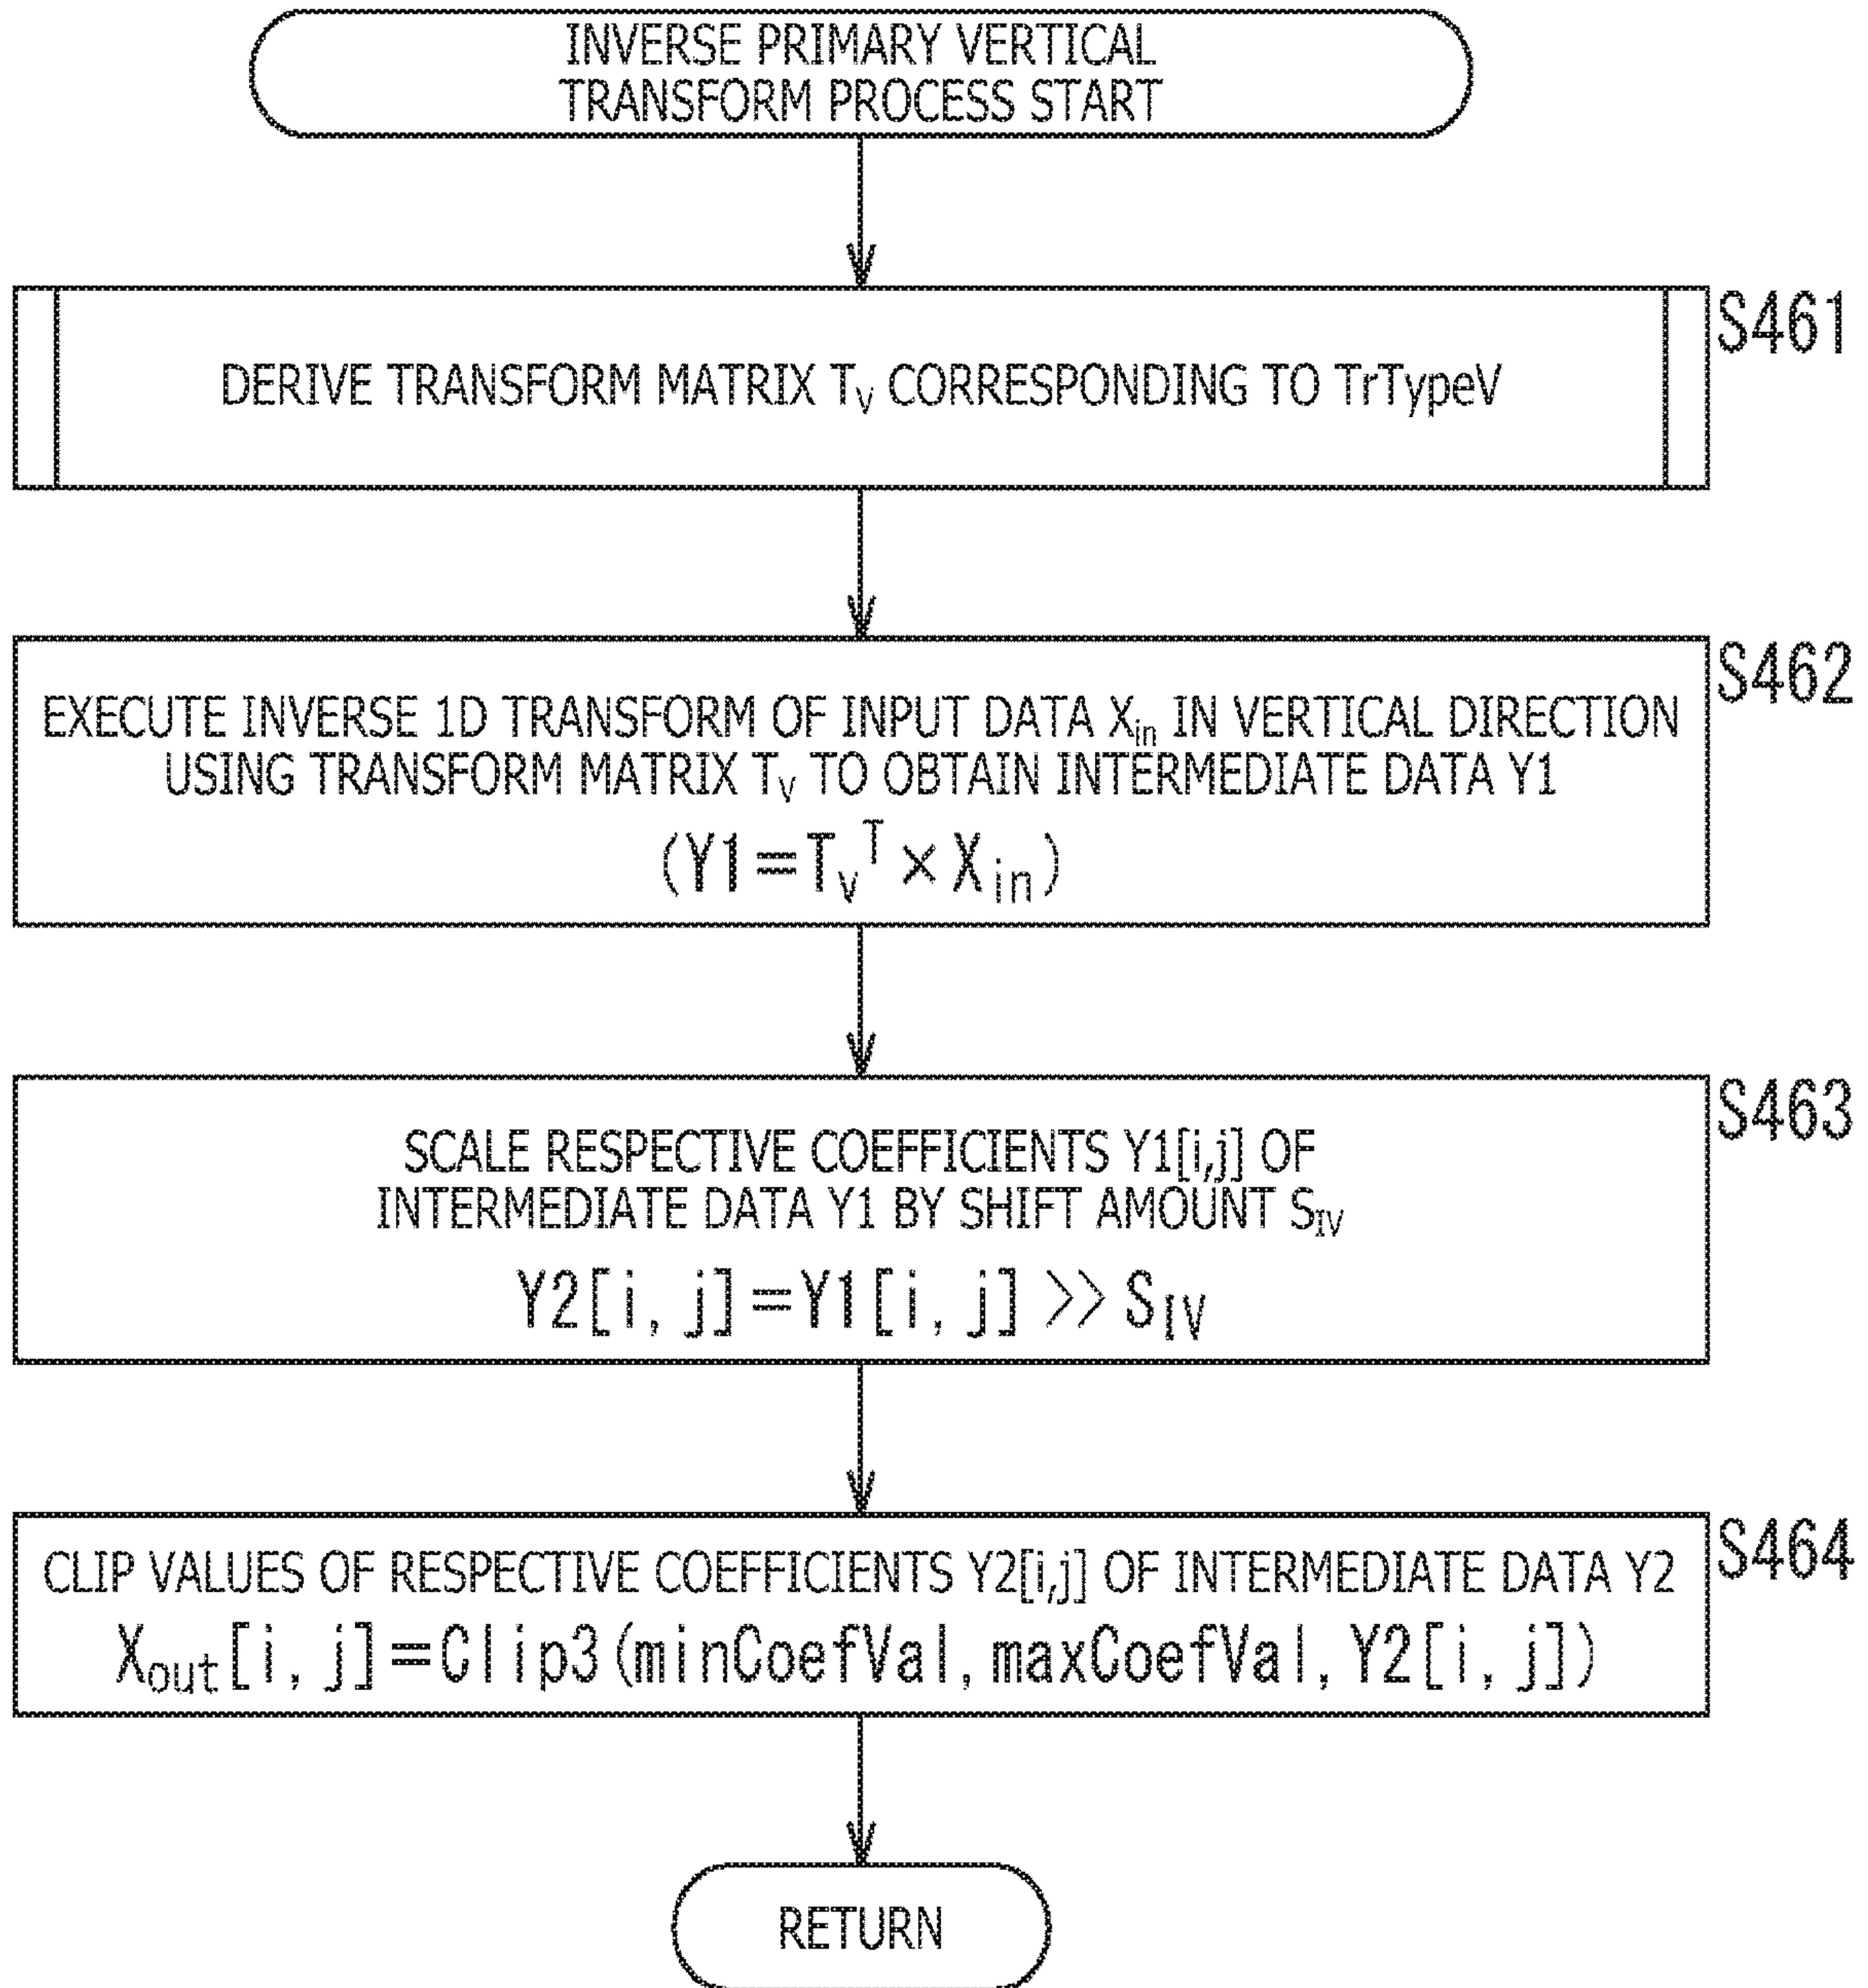 INVERSE PRIMARY VERTICAL
TRANSFORM PROCESS START
S461
DERIVE TRANSFORM MATRIX Tᵥ CORRESPONDING TO TrTypeV
S462
EXECUTE INVERSE 1D TRANSFORM OF INPUT DATA Xin IN VERTICAL DIRECTION
USING TRANSFORM MATRIX Tᵥ TO OBTAIN INTERMEDIATE DATA Y1
(Y1=Tᵥᵀ×Xin)
S463
SCALE RESPECTIVE COEFFICIENTS Y1[i,j] OF
INTERMEDIATE DATA Y1 BY SHIFT AMOUNT SIV
Y2[i, j]=Y1[i, j]>>SIV
S464
CLIP VALUES OF RESPECTIVE COEFFICIENTS Y2[i,j] OF INTERMEDIATE DATA Y2
Xout[i, j]=Clip3(minCoefVal, maxCoefVal, Y2[i, j])
RETURN